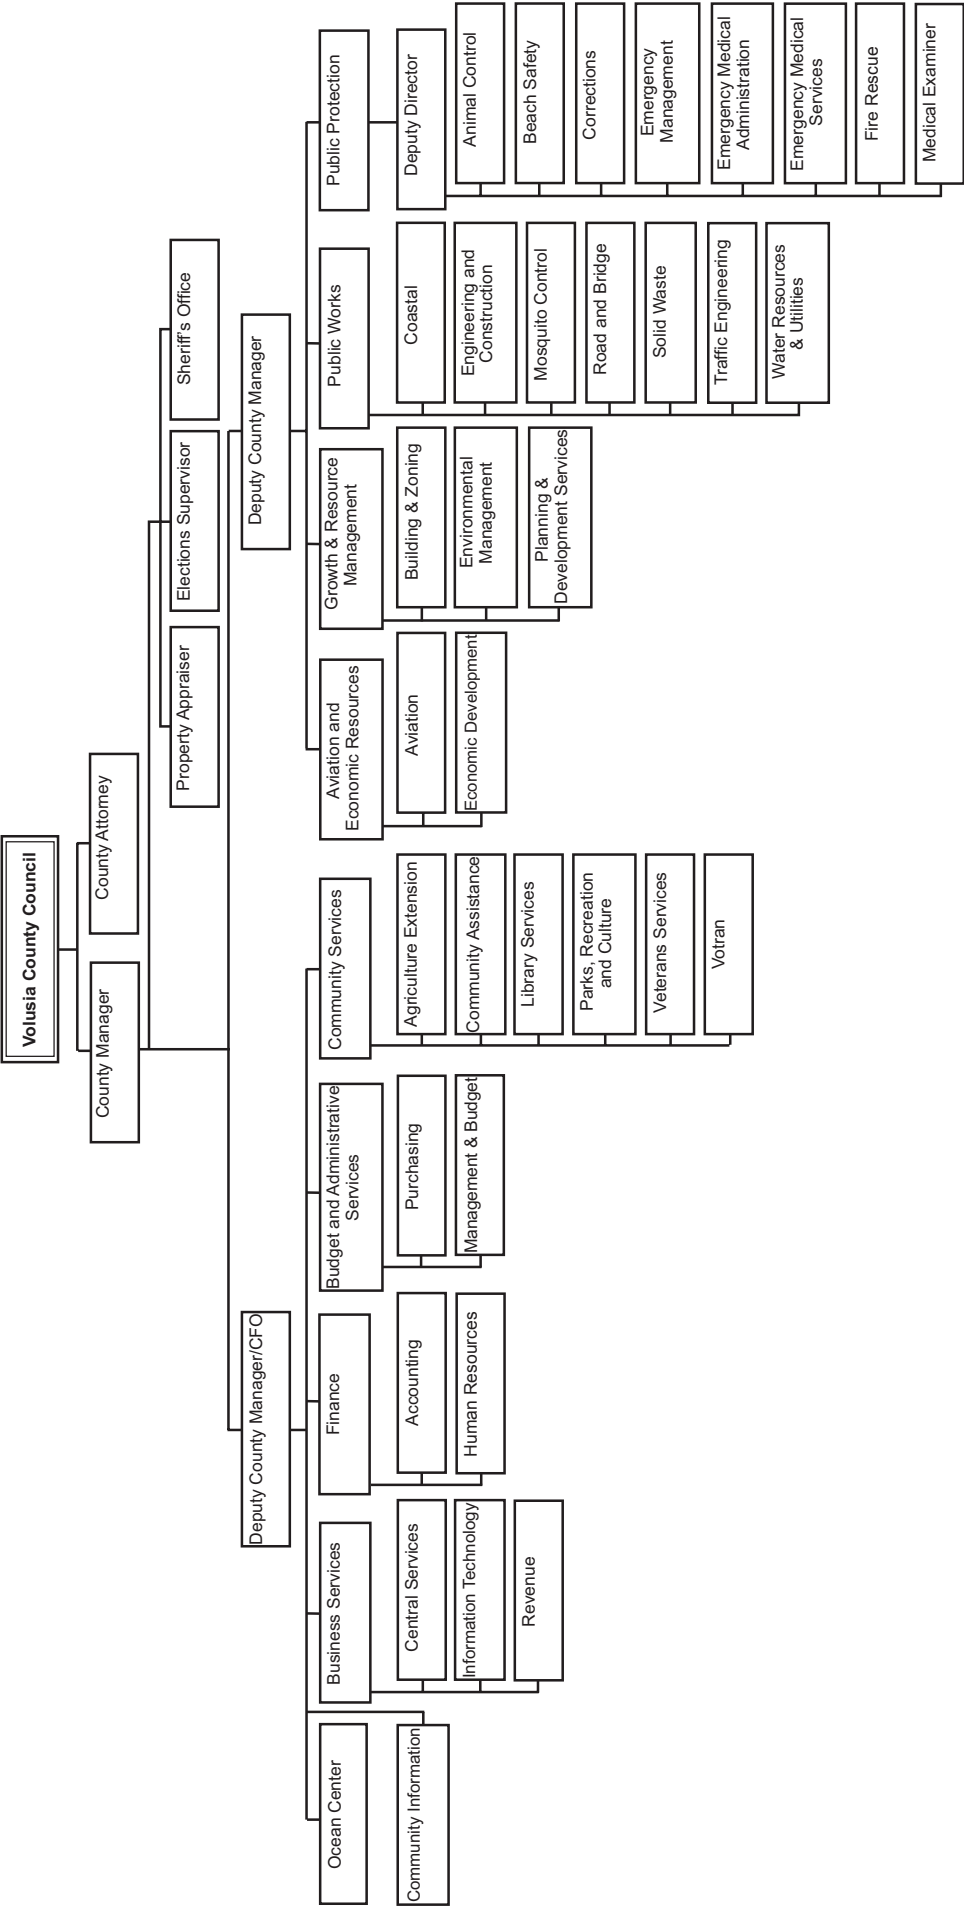 Volusia County Council
County Manager
County Attorney
Property Appraiser
Elections Supervisor
Sheriff's Office
Deputy County Manager/CFO
Deputy County Manager
Ocean Center
Community Information
Business Services
Central Services
Information Technology
Revenue
Finance
Accounting
Human Resources
Budget and Administrative
Services
Purchasing
Management & Budget
Community Services
Agriculture Extension
Community Assistance
Library Services
Parks, Recreation
and Culture
Veterans Services
Votran
Aviation and
Economic Resources
Aviation
Economic Development
Growth & Resource
Management
Building & Zoning
Environmental
Management
Planning &
Development Services
Public Works
Coastal
Engineering and
Construction
Mosquito Control
Road and Bridge
Solid Waste
Traffic Engineering
Water Resources
& Utilities
Public Protection
Deputy Director
Animal Control
Beach Safety
Corrections
Emergency
Management
Emergency Medical
Administration
Emergency Medical
Services
Fire Rescue
Medical Examiner